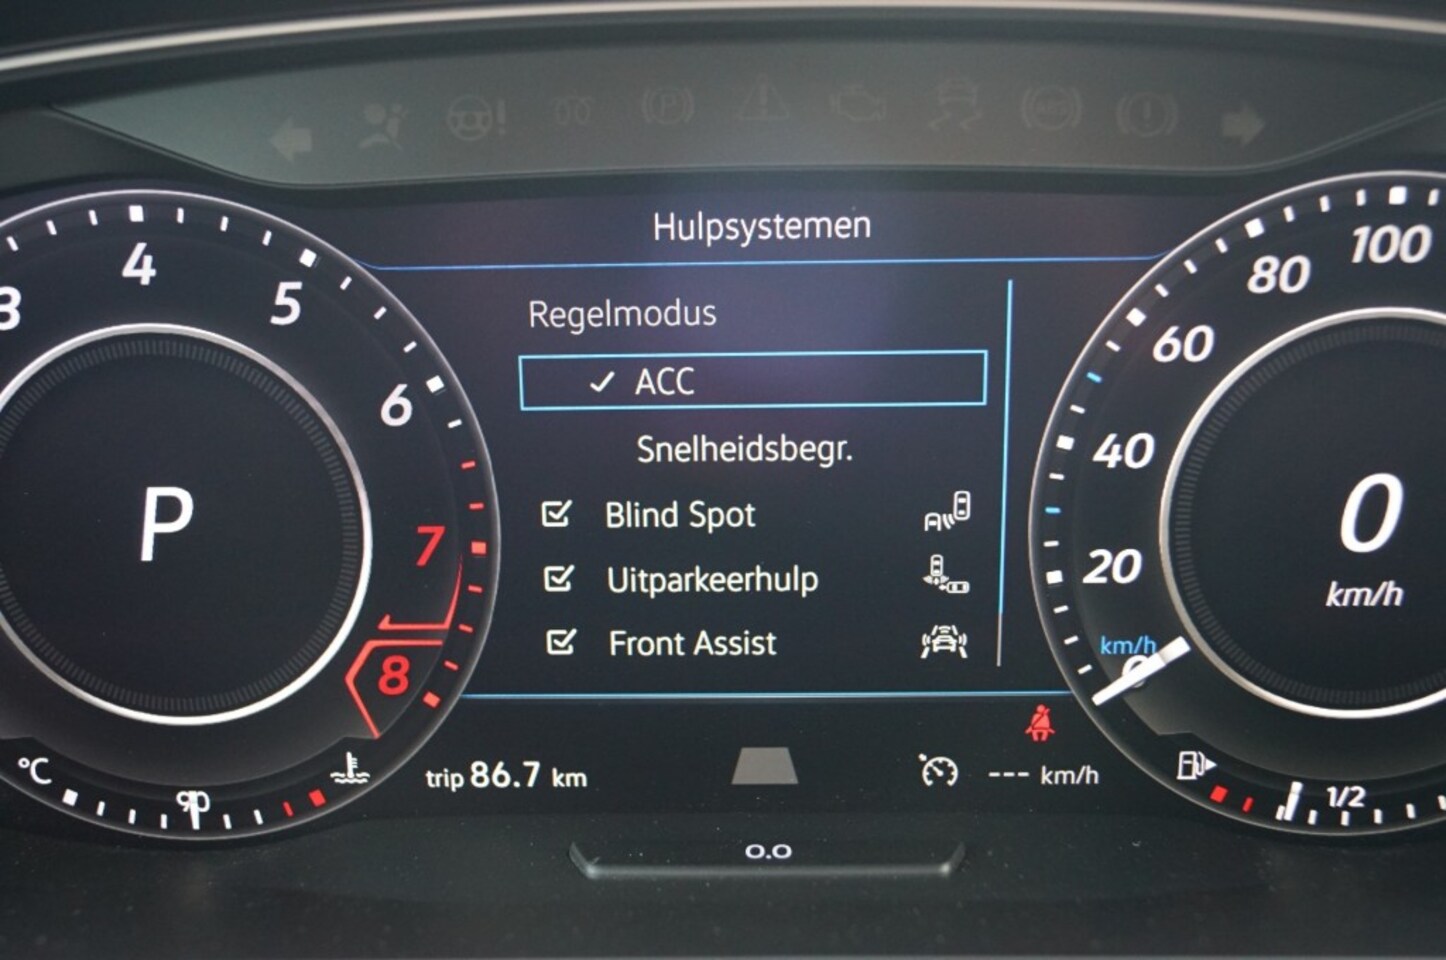 Hulpsystemen
Regelmodus
ACC
Snelheidsbegr.
Blind Spot
Uitparkeerhulp
Front Assist
3
4
5
6
7
8
P
100
80
60
40
20
km/h
0
0
km/h
°C
90
trip 86.7 km
--- km/h
1/2
0.0